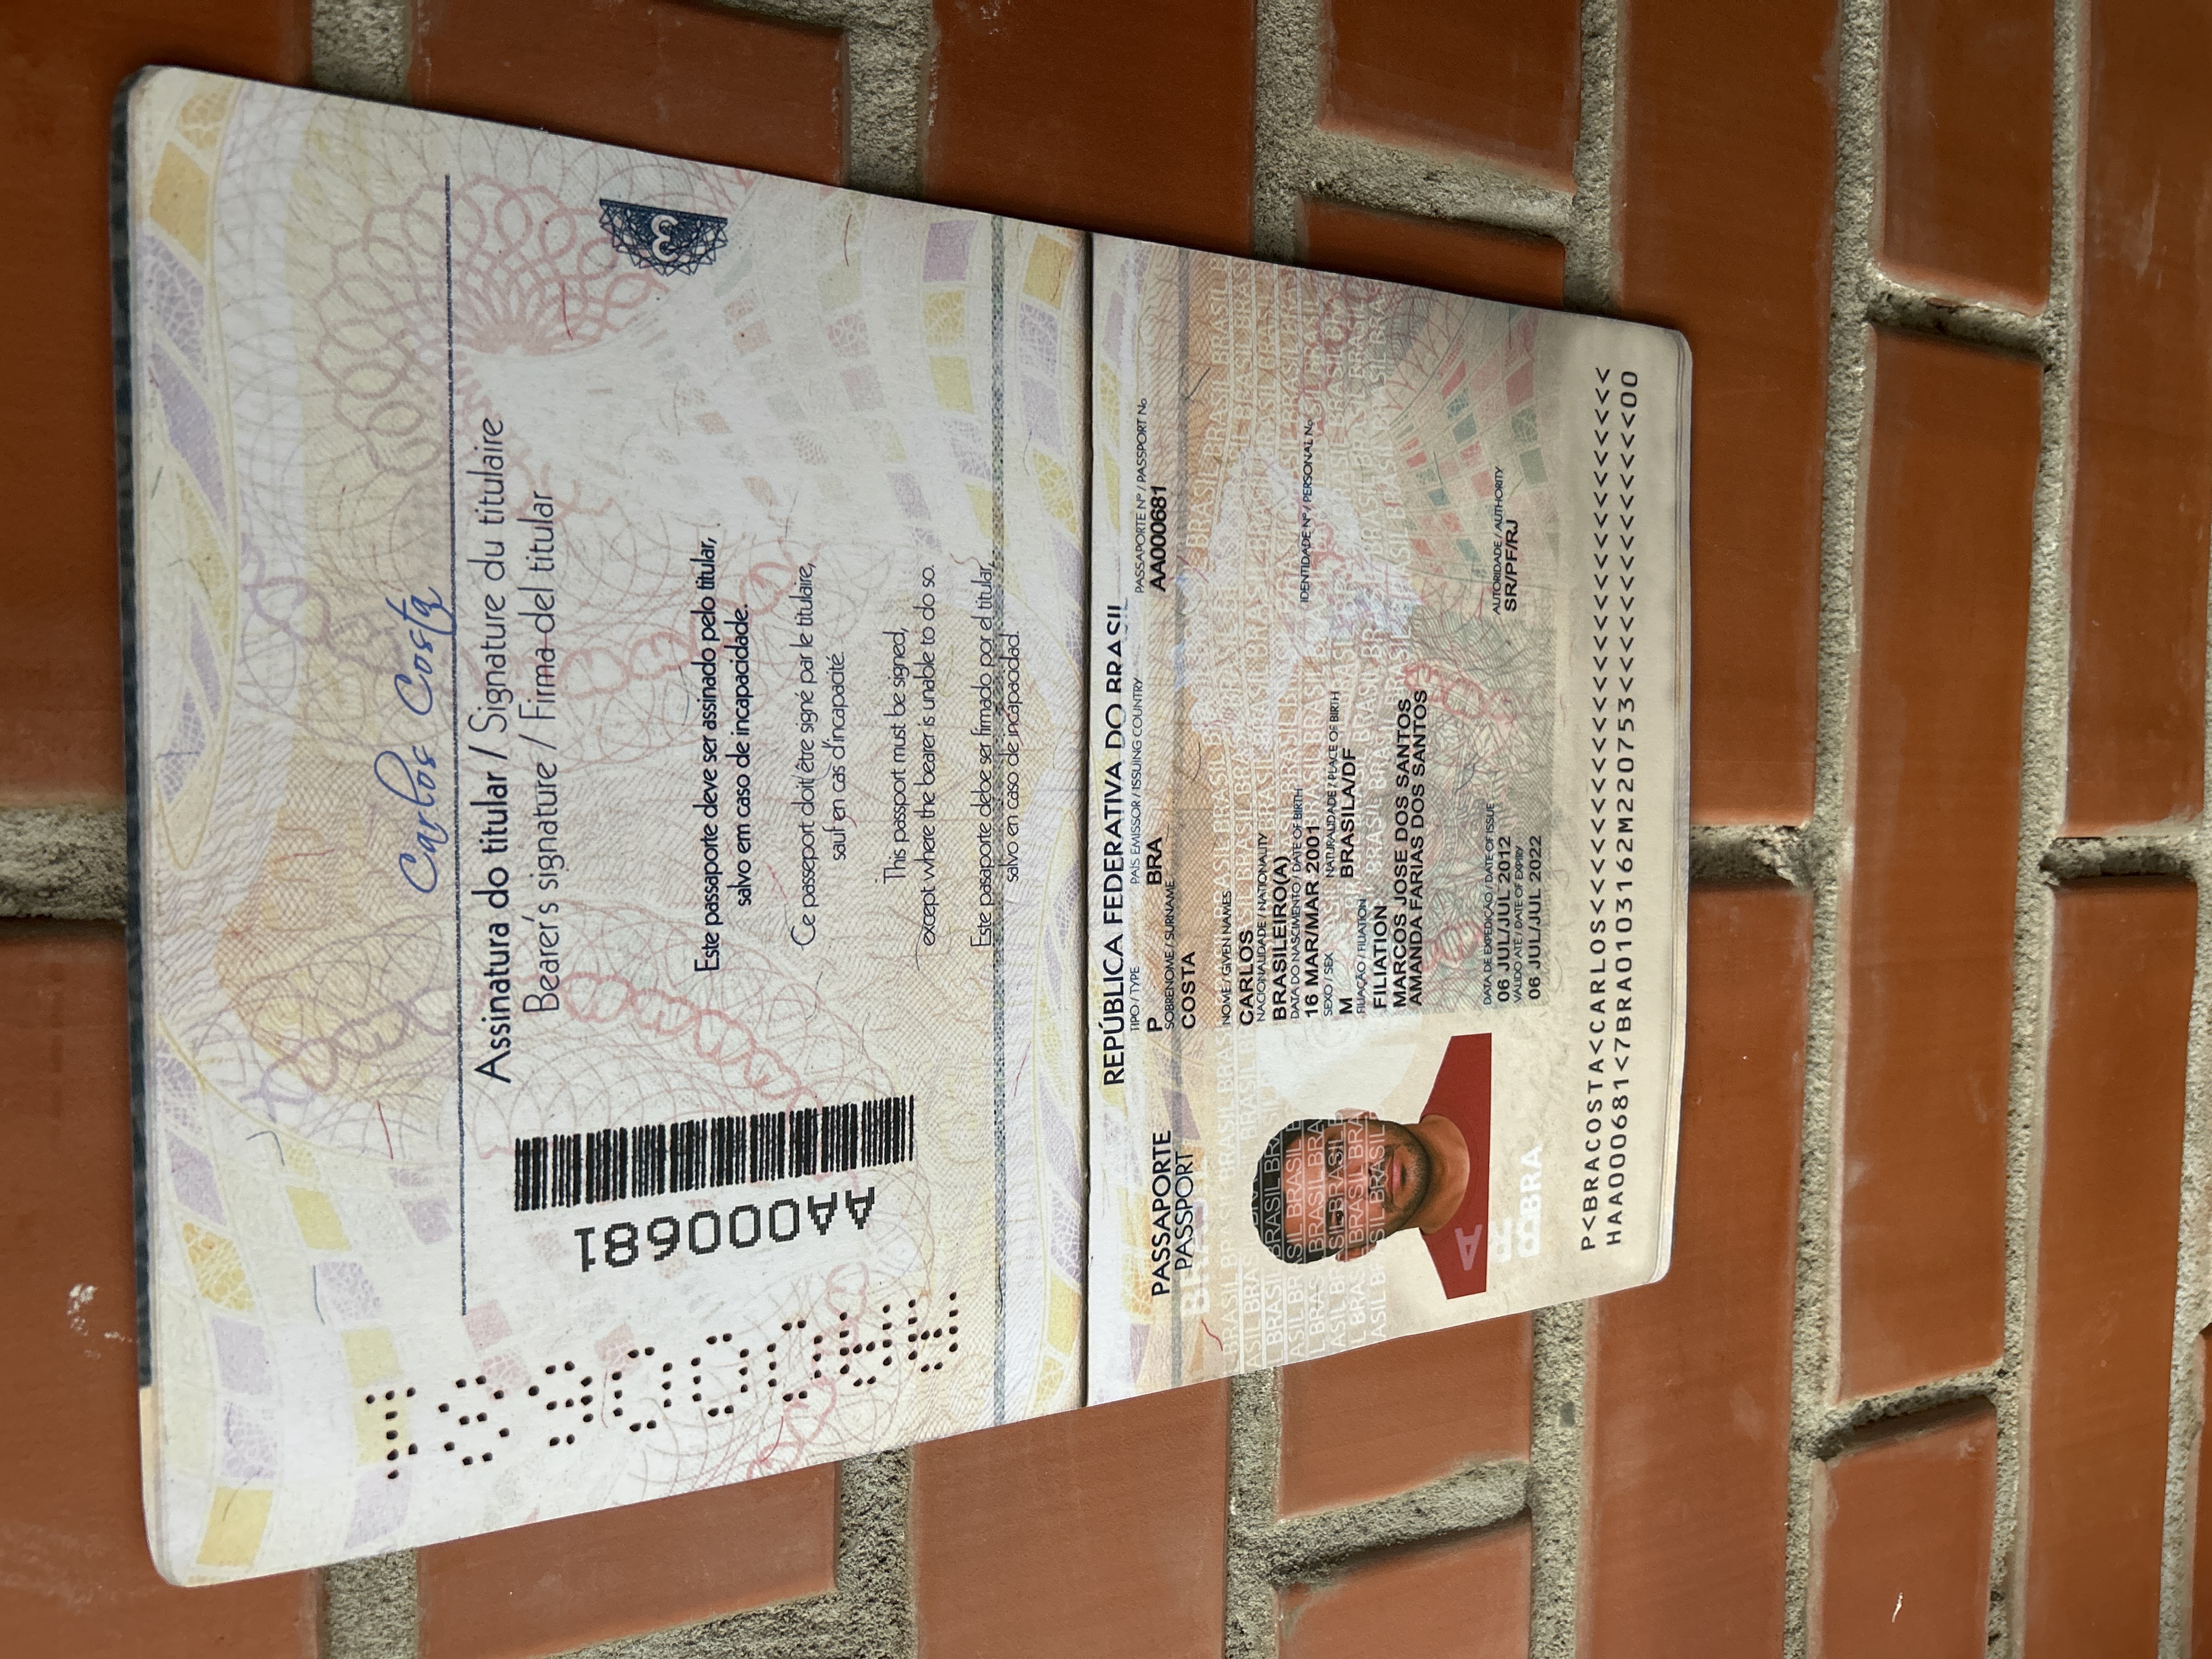 Carlos Costa
Assinatura do titular / Signature du titulaire
Bearer's signature / Firma del titular
AA000681
3
Este passaporte deve ser assinado pelo titular,
salvo em caso de incapacidade.
Ce passeport doit être signé par le titulaire,
sauf en cas d'incapacité.
This passport must be signed,
except where the bearer is unable to do so.
Este pasaporte debe ser firmado por el titular,
salvo en caso de incapacidad.
REPÚBLICA FEDERATIVA DO BRASIL
PASSAPORTE
PASSPORT
TIPO / TYPE PAÍS EMISSOR / ISSUING COUNTRY PASSAPORTE Nº / PASSPORT No
P BRA AA000681
SOBRENOME / SURNAME
COSTA
NOME / GIVEN NAMES
CARLOS
NACIONALIDADE / NATIONALITY
BRASILEIRO(A)
DATA DO NASCIMENTO / DATE OF BIRTH IDENTIDADE Nº / PERSONAL No
16 MAR/MAR 2001
SEXO / SEX NATURALIDADE / PLACE OF BIRTH
M BRASILA/DF
FILIAÇÃO / FILIATION
FILIATION
MARCOS JOSE DOS SANTOS
AMANDA FARIAS DOS SANTOS
DATA DE EXPEDIÇÃO / DATE OF ISSUE AUTORIDADE / AUTHORITY
06 JUL/JUL 2012 SR/PF/RJ
VÁLIDO ATÉ / DATE OF EXPIRY
06 JUL/JUL 2022
BRA
BRA
P<BRACOSTA<CARLOS<<<<<<<<<<<<<<<<<<<<<<<<<<<
HAA000681<7BRA0103162M220753<<<<<<<<<<<<<<00